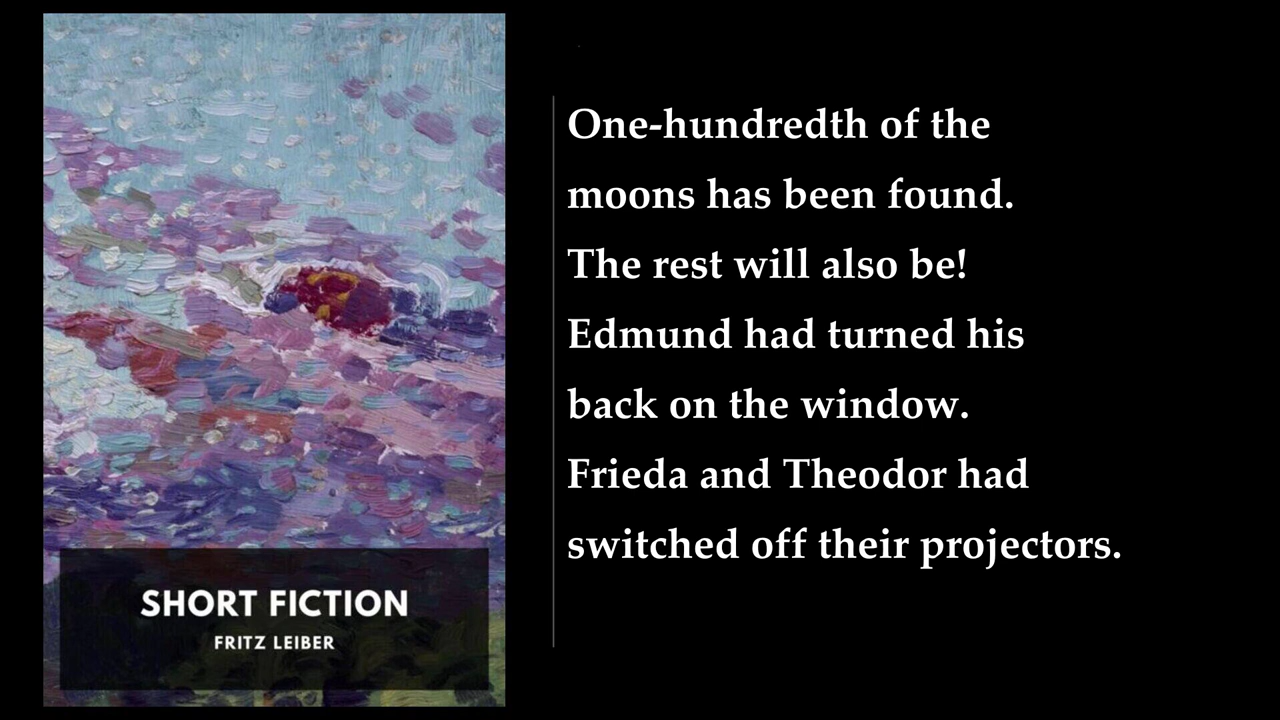 SHORT FICTION
FRITZ LEIBER
One-hundredth of the
moons has been found.
The rest will also be!
Edmund had turned his
back on the window.
Frieda and Theodor had
switched off their projectors.